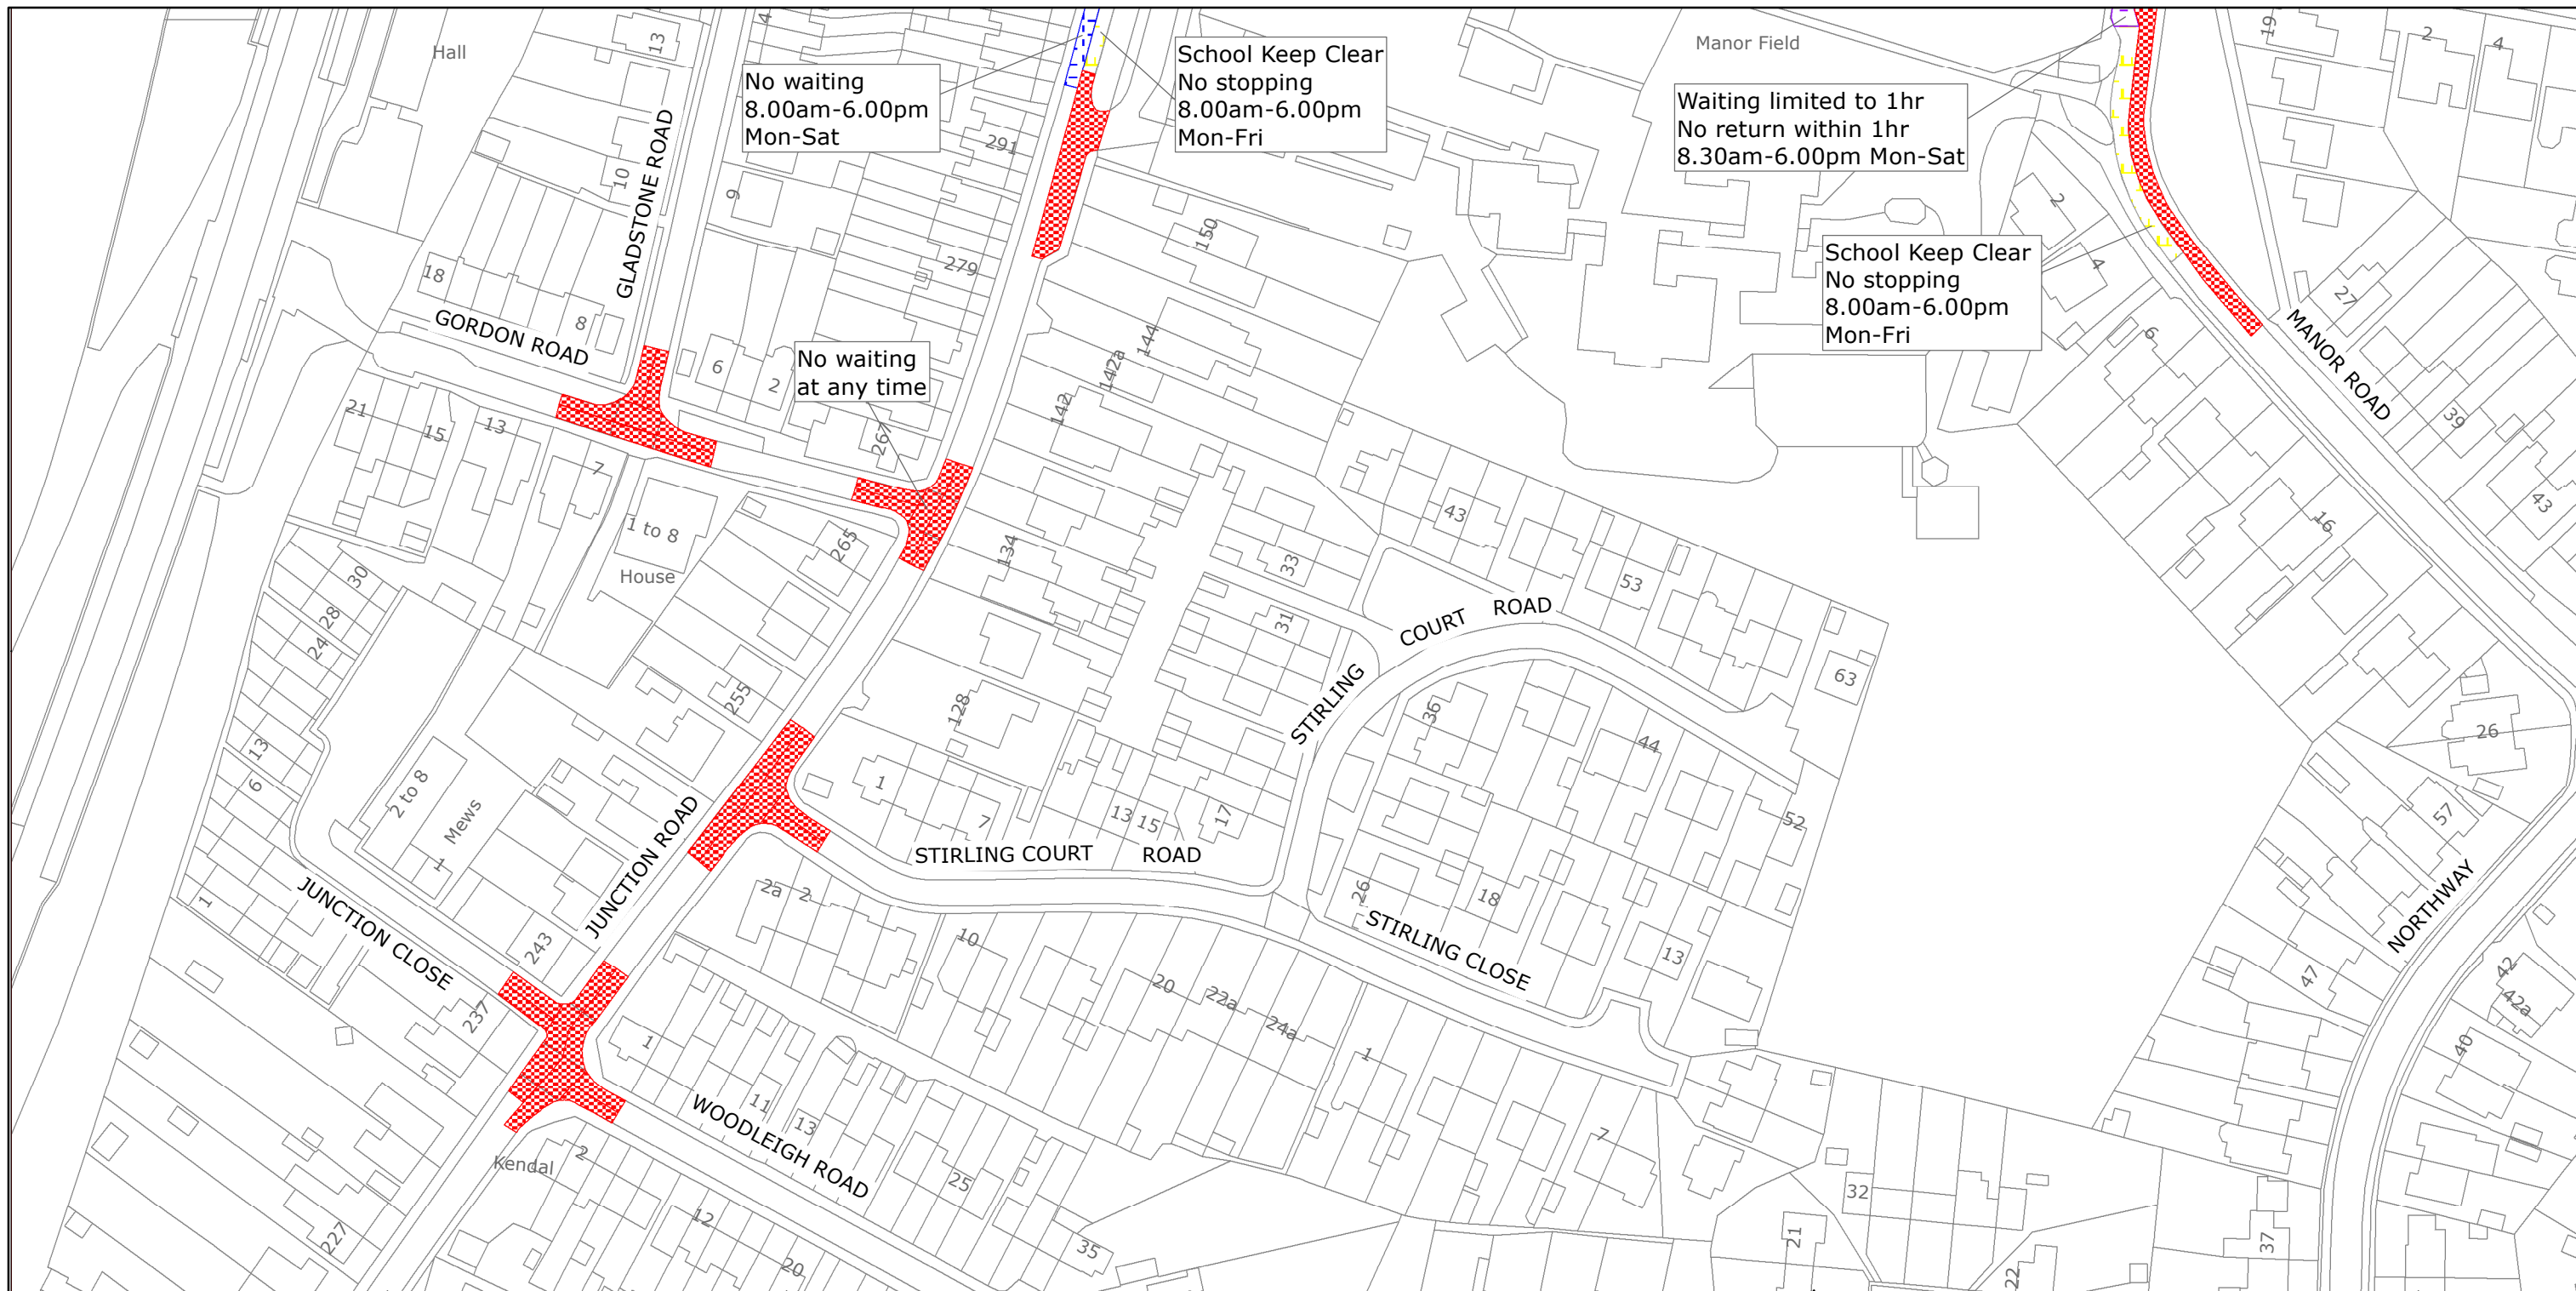 Hall
13
4
No waiting
8.00am-6.00pm
Mon-Sat
School Keep Clear
No stopping
8.00am-6.00pm
Mon-Fri
Manor Field
Waiting limited to 1hr
No return within 1hr
8.30am-6.00pm Mon-Sat
19
2
4
291
10
GLADSTONE ROAD
9
150
2
School Keep Clear
No stopping
8.00am-6.00pm
Mon-Fri
4
18
279
27
GORDON ROAD
8
144
142a
6
MANOR ROAD
6
2
No waiting
at any time
142
39
21
15
13
7
267
43
43
16
1 to 8
House
265
134
33
53
30
28
24
31
COURT ROAD
STIRLING
63
255
128
36
44
26
13
6
2 to 8
Mews
1
1
7
13
15
17
52
57
STIRLING COURT ROAD
JUNCTION ROAD
1
JUNCTION CLOSE
243
2a
2
10
26
18
STIRLING CLOSE
13
NORTHWAY
47
42
42a
40
237
20
22a
24a
1
1
11
13
WOODLEIGH ROAD
25
7
Kendal
2
12
20
35
227
32
21
22
37